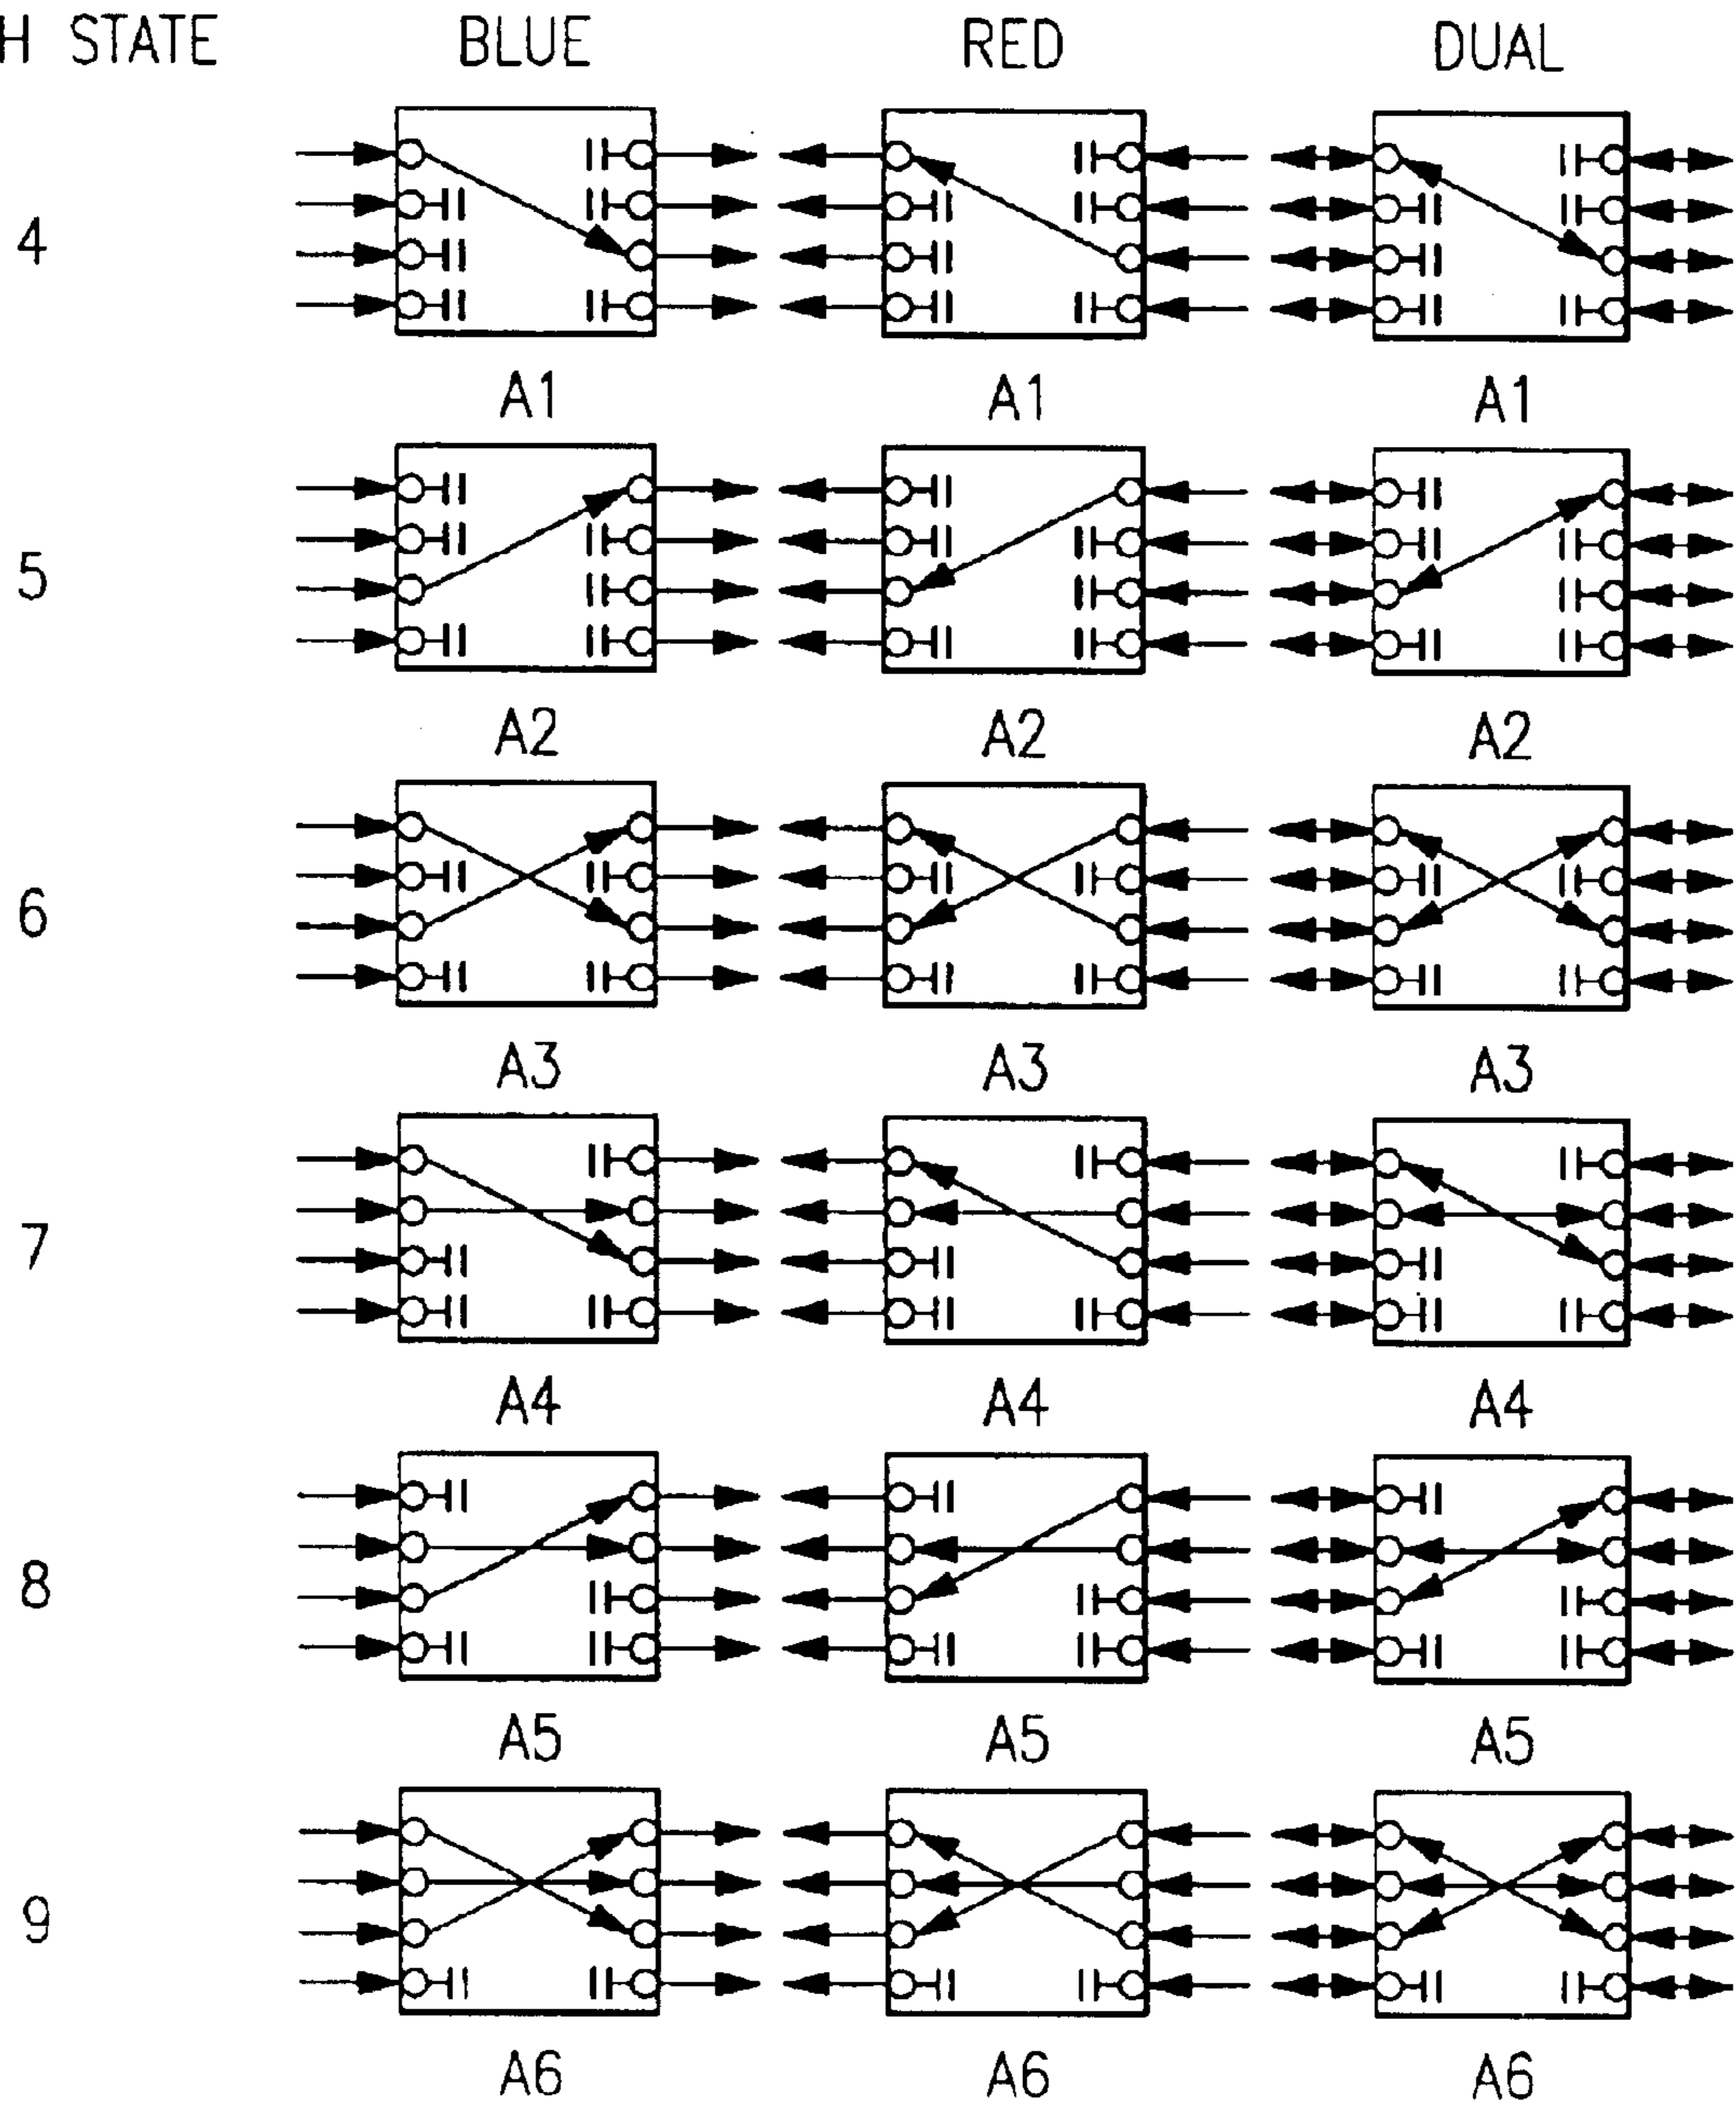 H STATE BLUE RED DUAL
4
A1 A1 A1
5
A2 A2 A2
6
A3 A3 A3
7
A4 A4 A4
8
A5 A5 A5
9
A6 A6 A6